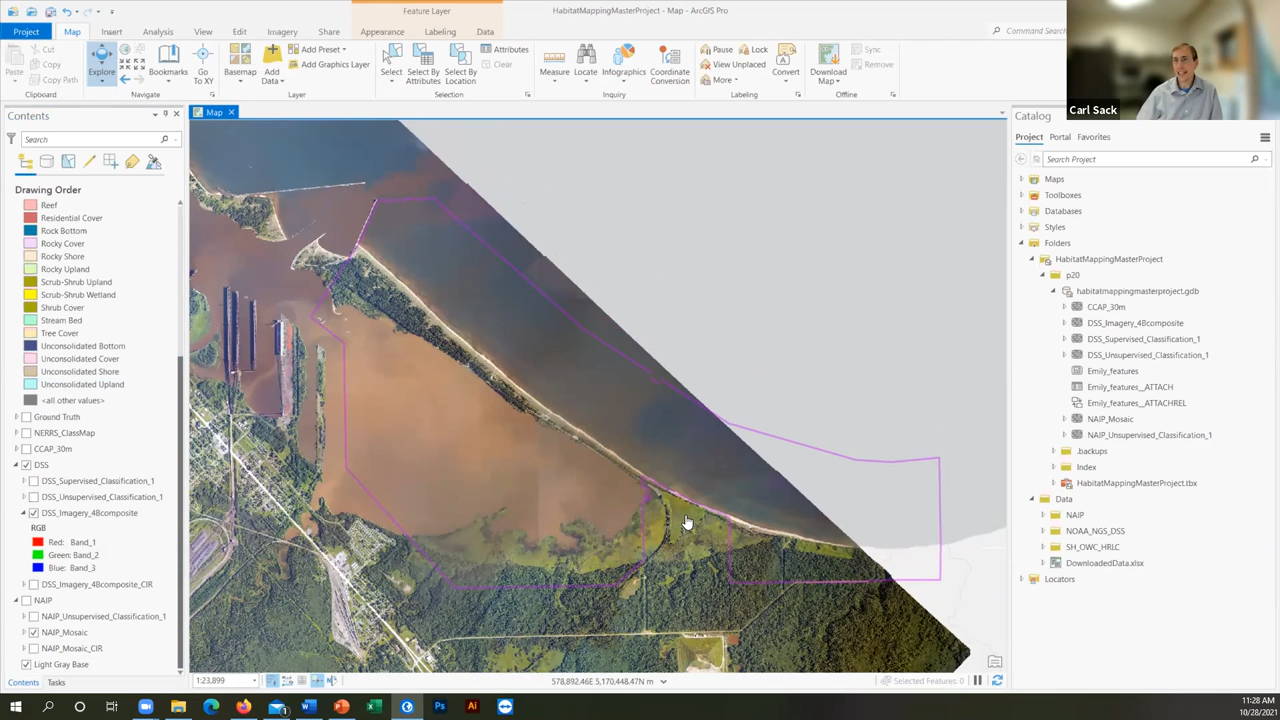 Feature Layer
HabitatMappingMasterProject - Map - ArcGIS Pro
Project Map Insert Analysis View Edit Imagery Share Appearance Labeling Data
Command Search
Paste
Cut
Copy
Copy Path
Clipboard
Explore
Bookmarks
Go To XY
Navigate
Basemap
Add Data
Add Preset
Add Graphics Layer
Layer
Select
Select By Attributes
Select By Location
Attributes
Clear
Selection
Measure
Locate
Infographics
Coordinate Conversion
Inquiry
Pause
Lock
View Unplaced
More
Convert
Labeling
Download Map
Sync
Remove
Offline
Carl Sack
Contents
Search
Drawing Order
Reef
Residential Cover
Rock Bottom
Rocky Cover
Rocky Shore
Rocky Upland
Scrub-Shrub Upland
Scrub-Shrub Wetland
Shrub Cover
Stream Bed
Tree Cover
Unconsolidated Bottom
Unconsolidated Cover
Unconsolidated Shore
Unconsolidated Upland
<all other values>
Ground Truth
NERRS_ClassMap
CCAP_30m
DSS
DSS_Supervised_Classification_1
DSS_Unsupervised_Classification_1
DSS_Imagery_4Bcomposite
RGB
Red: Band_1
Green: Band_2
Blue: Band_3
DSS_Imagery_4Bcomposite_CIR
NAIP
NAIP_Unsupervised_Classification_1
NAIP_Mosaic
NAIP_Mosaic_CIR
Light Gray Base
Contents Tasks
Map
1:23,899
578,892.46E 5,170,448.47N m
Selected Features: 0
Catalog
Project Portal Favorites
Search Project
Maps
Toolboxes
Databases
Styles
Folders
HabitatMappingMasterProject
p20
habitatmappingmasterproject.gdb
CCAP_30m
DSS_Imagery_4Bcomposite
DSS_Supervised_Classification_1
DSS_Unsupervised_Classification_1
Emily_features
Emily_features__ATTACH
Emily_features__ATTACHREL
NAIP_Mosaic
NAIP_Unsupervised_Classification_1
.backups
Index
HabitatMappingMasterProject.tbx
Data
NAIP
NOAA_NGS_DSS
SH_OWC_HRLC
DownloadedData.xlsx
Locators
Ps
Ai
11:28 AM
10/28/2021